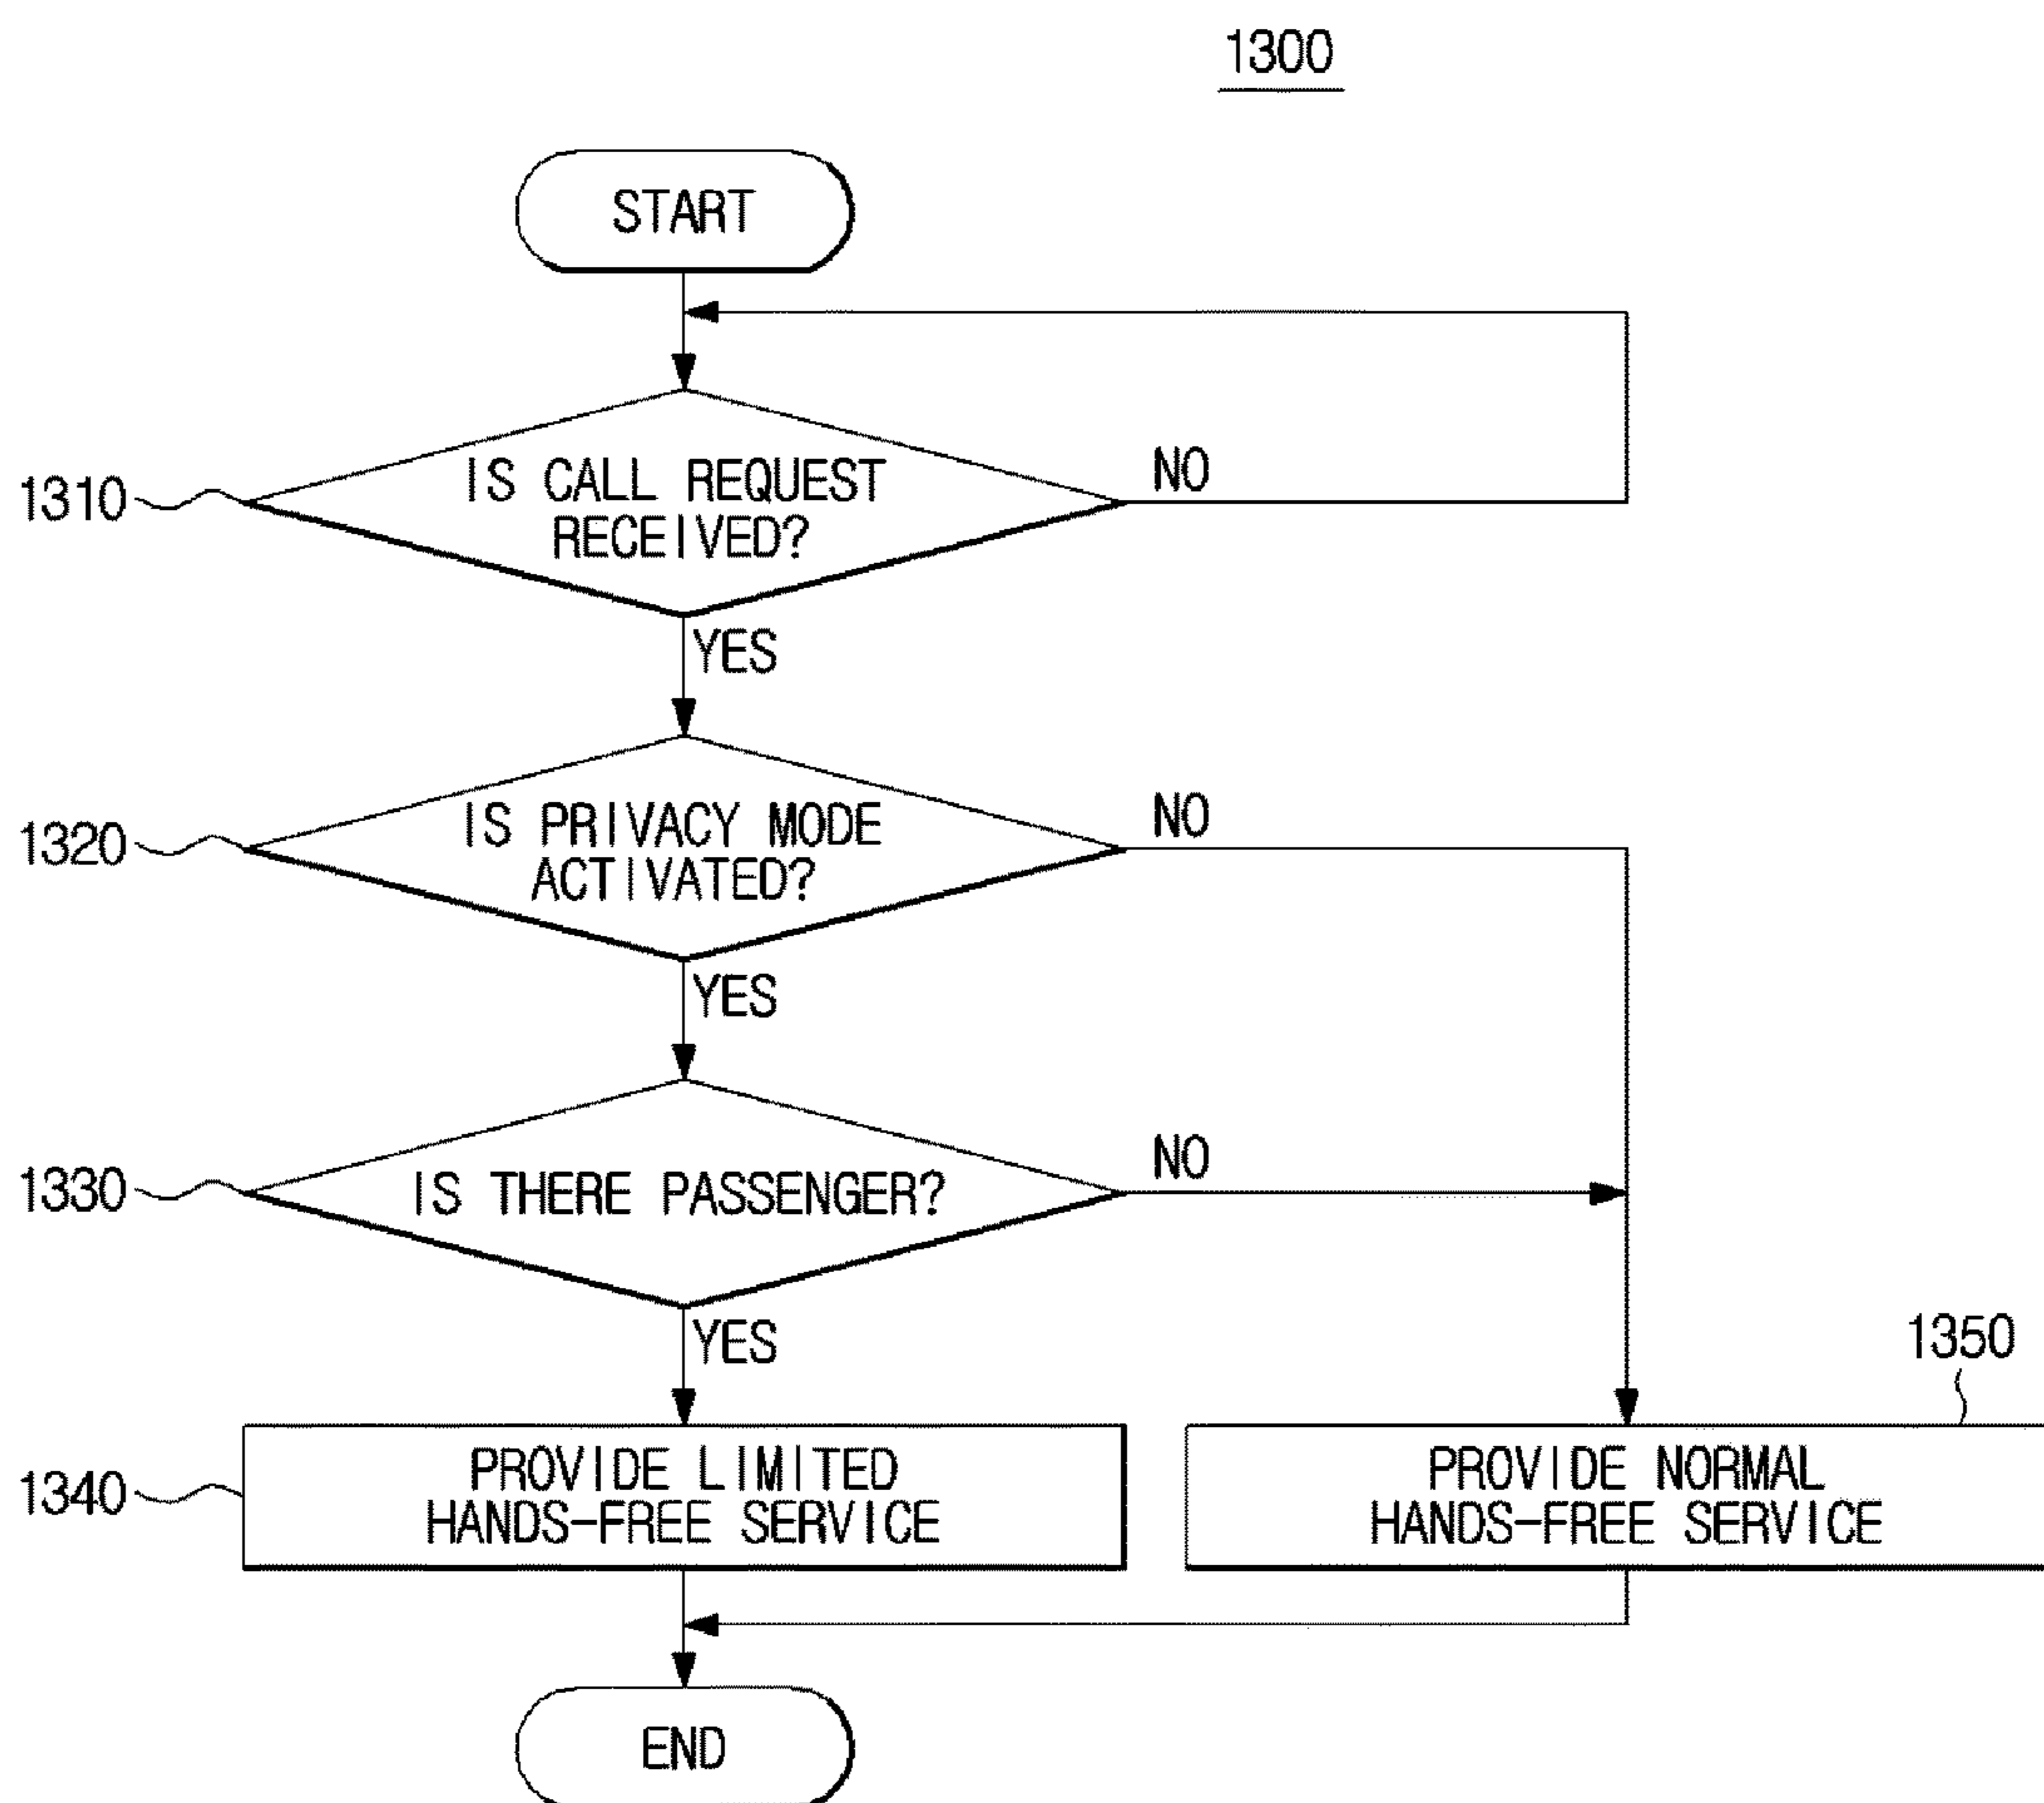 1300
START
1310
IS CALL REQUEST
RECEIVED?
NO
YES
1320
IS PRIVACY MODE
ACTIVATED?
NO
YES
1330
IS THERE PASSENGER?
NO
YES
1350
1340
PROVIDE LIMITED
HANDS-FREE SERVICE
PROVIDE NORMAL
HANDS-FREE SERVICE
END